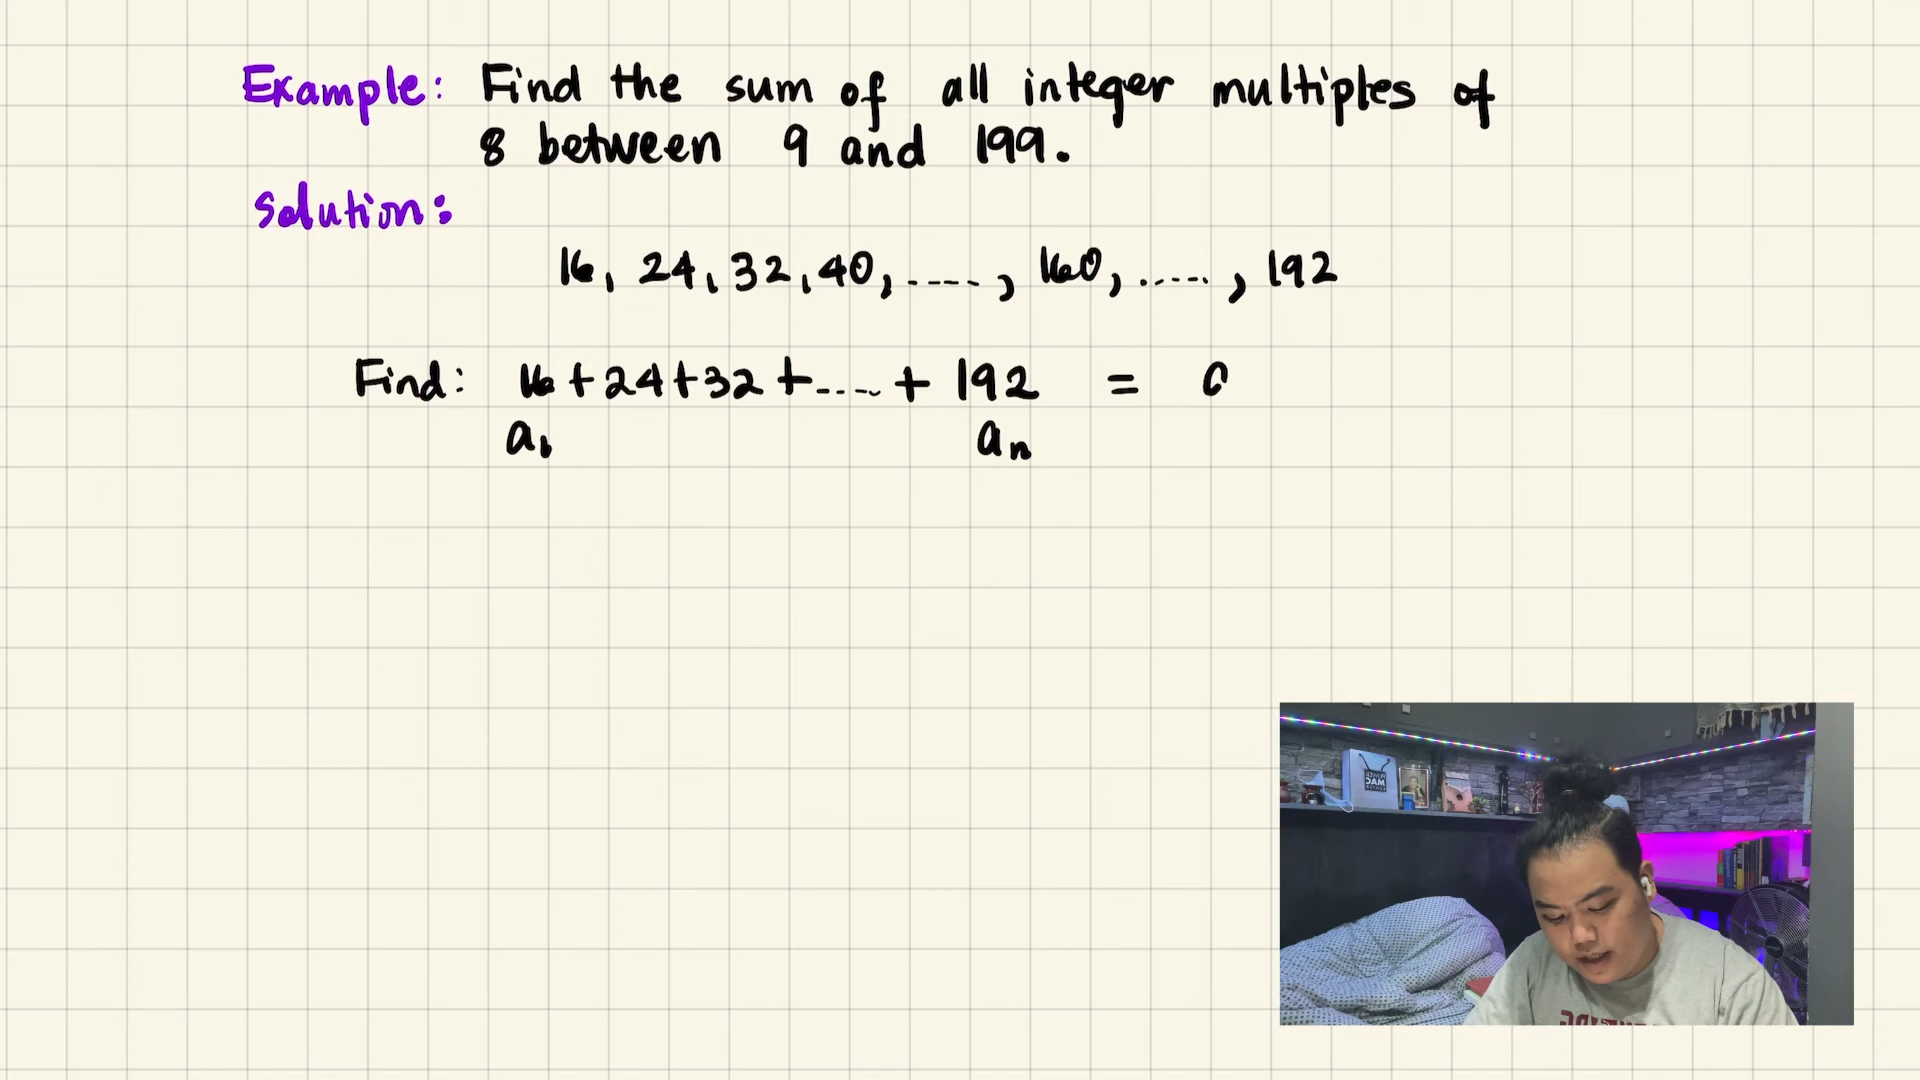 Example: Find the sum of all integer multiples of
8 between 9 and 199.
Solution:
16, 24, 32, 40, ....., 160, ....., 192
Find: 16 + 24 + 32 + ..... + 192 =
a₁ aₙ
MAC